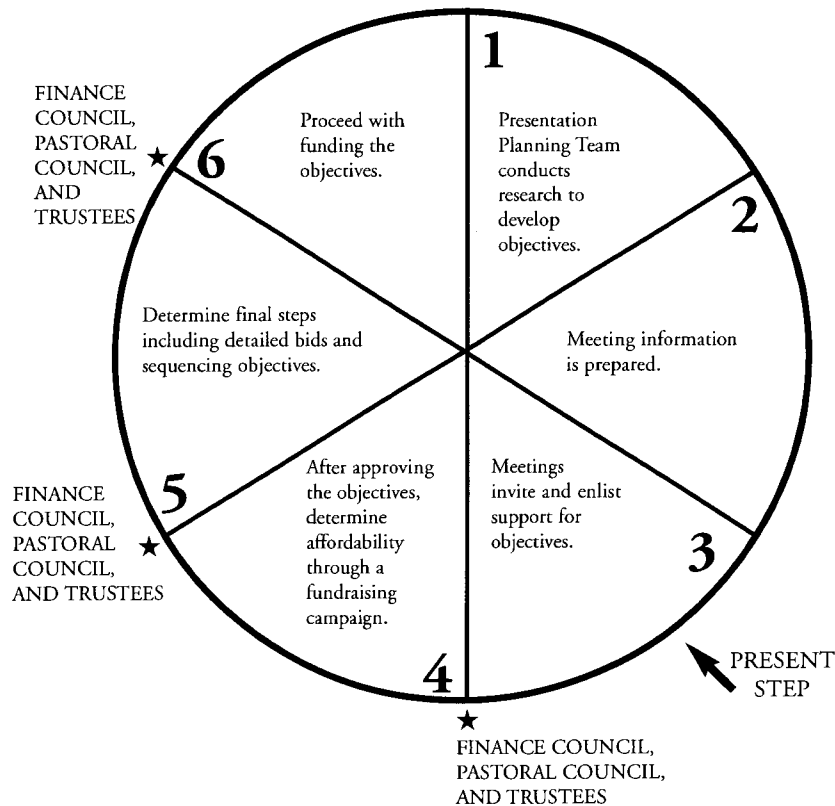 1
Presentation
Planning Team
conducts
research to
develop
objectives.
2
Meeting information
is prepared.
3
Meetings
invite and enlist
support for
objectives.
PRESENT
STEP
4
After approving
the objectives,
determine
affordability
through a
fundraising
campaign.
FINANCE COUNCIL,
PASTORAL COUNCIL,
AND TRUSTEES
5
Determine final steps
including detailed bids and
sequencing objectives.
FINANCE
COUNCIL,
PASTORAL
COUNCIL,
AND TRUSTEES
6
Proceed with
funding the
objectives.
FINANCE
COUNCIL,
PASTORAL
COUNCIL,
AND
TRUSTEES